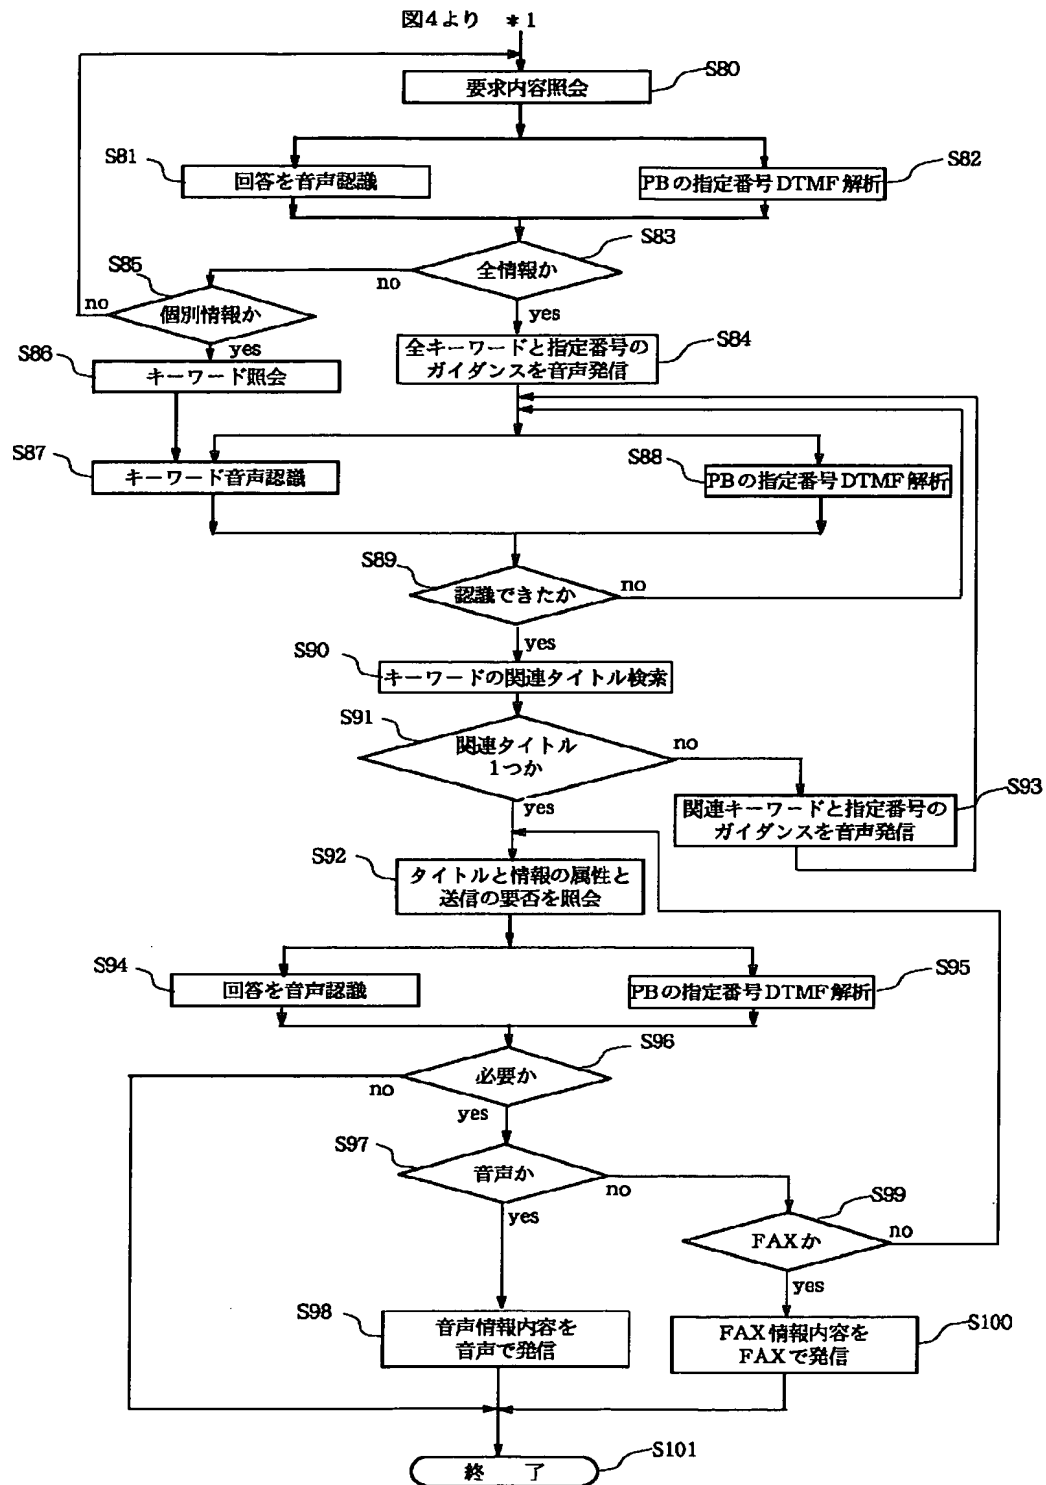 図4より *1
S80
要求内容照会
S81
回答を音声認識
S82
PBの指定番号DTMF解析
S83
全情報か
no
yes
S85
個別情報か
no
yes
S84
全キーワードと指定番号の
ガイダンスを音声発信
S86
キーワード照会
S87
キーワード音声認識
S88
PBの指定番号DTMF解析
S89
認識できたか
no
yes
S90
キーワードの関連タイトル検索
S91
関連タイトル
1つか
no
yes
S93
関連キーワードと指定番号の
ガイダンスを音声発信
S92
タイトルと情報の属性と
送信の要否を照会
S94
回答を音声認識
S95
PBの指定番号DTMF解析
S96
必要か
no
yes
S97
音声か
no
yes
S99
FAXか
no
yes
S98
音声情報内容を
音声で発信
S100
FAX情報内容を
FAXで発信
S101
終 了